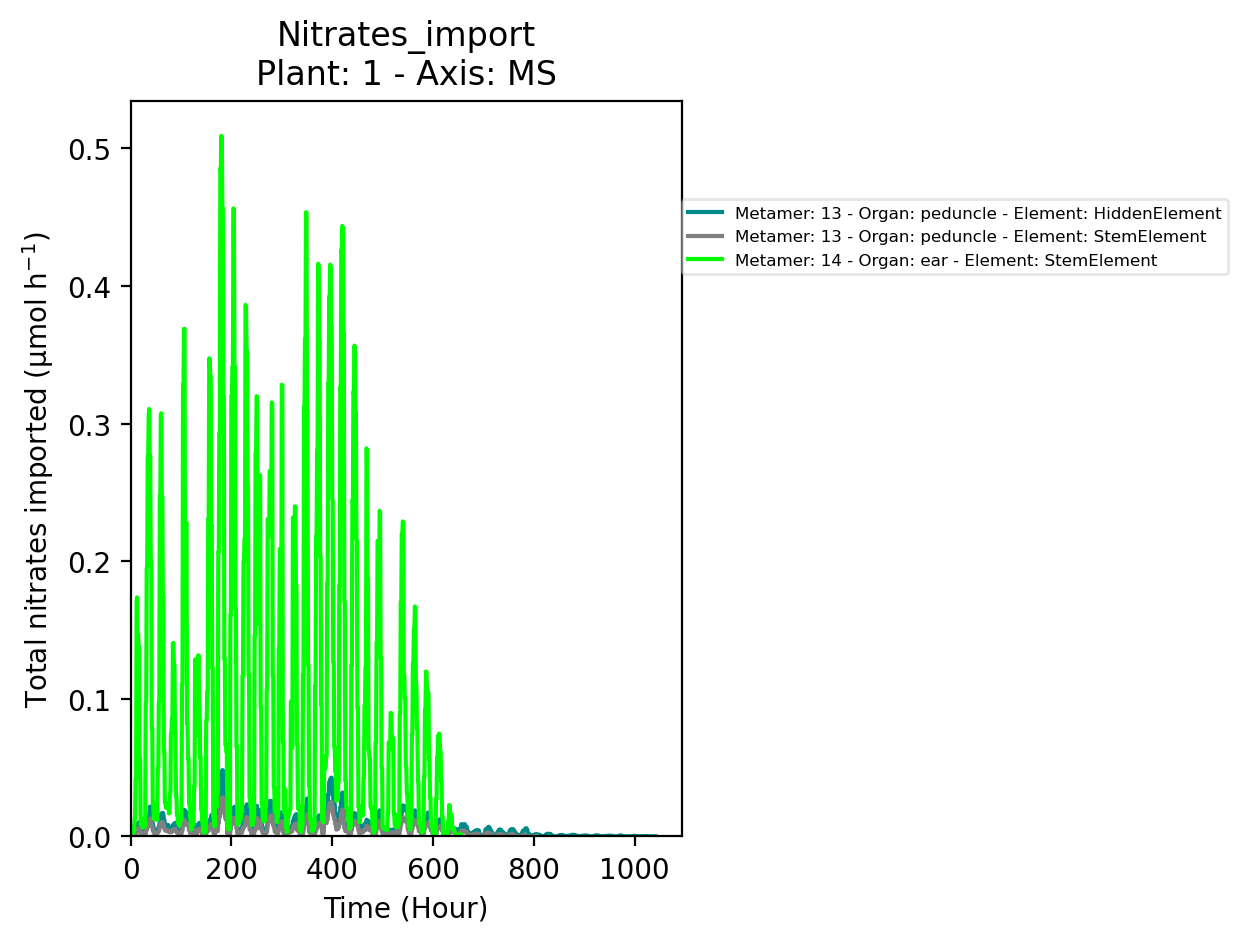 Nitrates_import
Plant: 1 - Axis: MS
0.5
0.4
0.3
0.2
0.1
0.0
Total nitrates imported (µmol h⁻¹)
Metamer: 13 - Organ: peduncle - Element: HiddenElement
Metamer: 13 - Organ: peduncle - Element: StemElement
Metamer: 14 - Organ: ear - Element: StemElement
0 200 400 600 800 1000
Time (Hour)